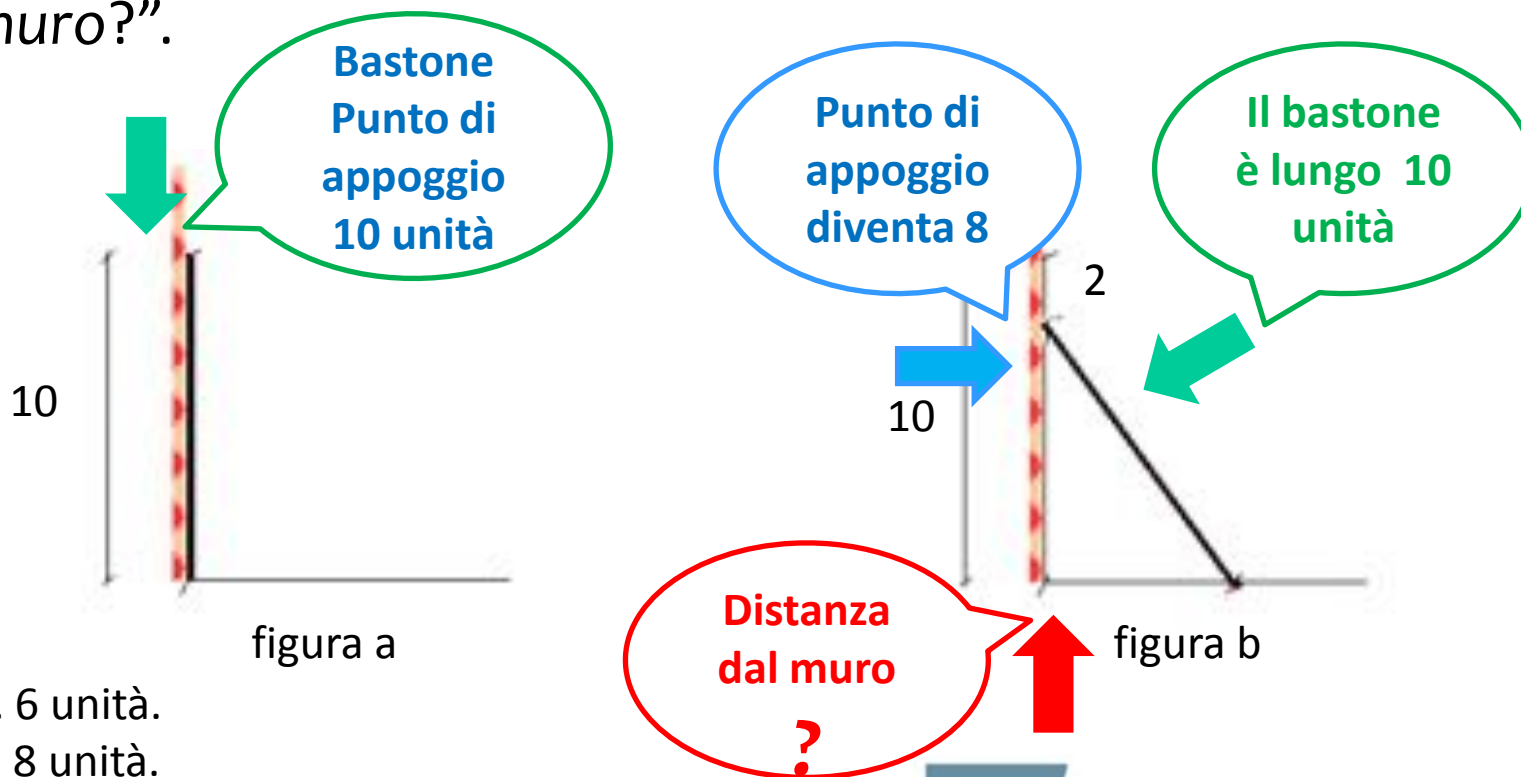 nuro?”.
Bastone
Punto di
appoggio
10 unità
Punto di
appoggio
diventa 8
Il bastone
è lungo 10
unità
2
10
10
Distanza
dal muro
?
figura a
figura b
. 6 unità.
8 unità.